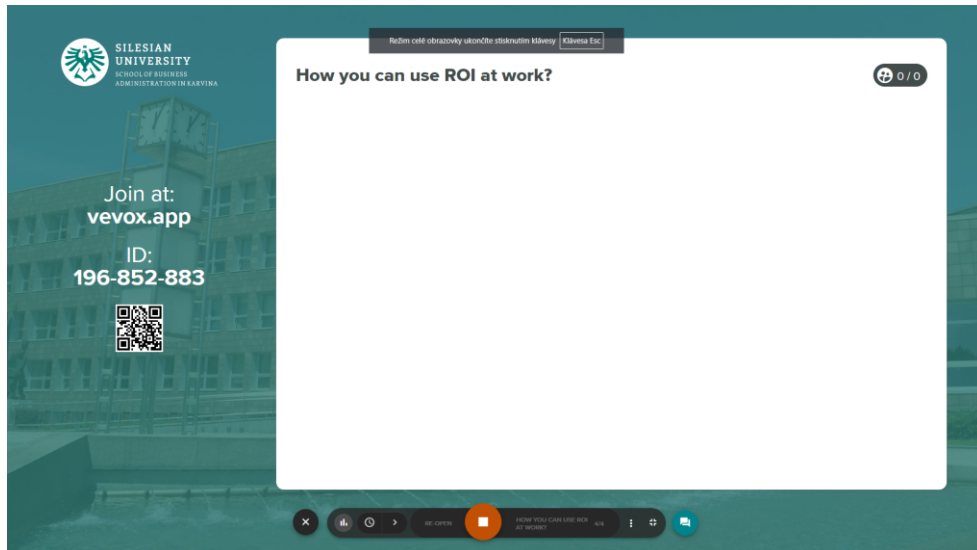 Režim celé obrazovky ukončíte stisknutím klávesy Klávesa Esc
SILESIAN
UNIVERSITY
SCHOOL OF BUSINESS
ADMINISTRATION IN KARVINA
How you can use ROI at work?
0 / 0
Join at:
vevox.app
ID:
196-852-883
RE-OPEN
HOW YOU CAN USE ROI
AT WORK?